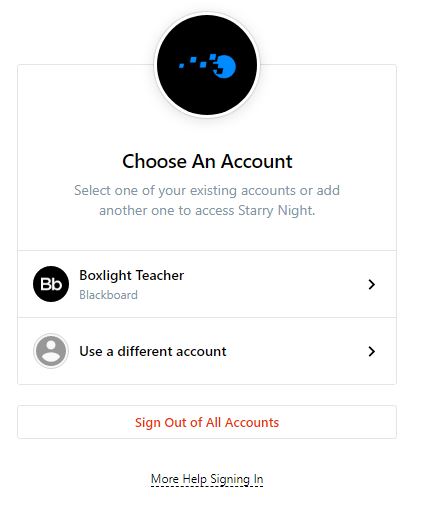 Choose An Account
Select one of your existing accounts or add
another one to access Starry Night.
Bb
Boxlight Teacher
Blackboard
Use a different account
Sign Out of All Accounts
More Help Signing In